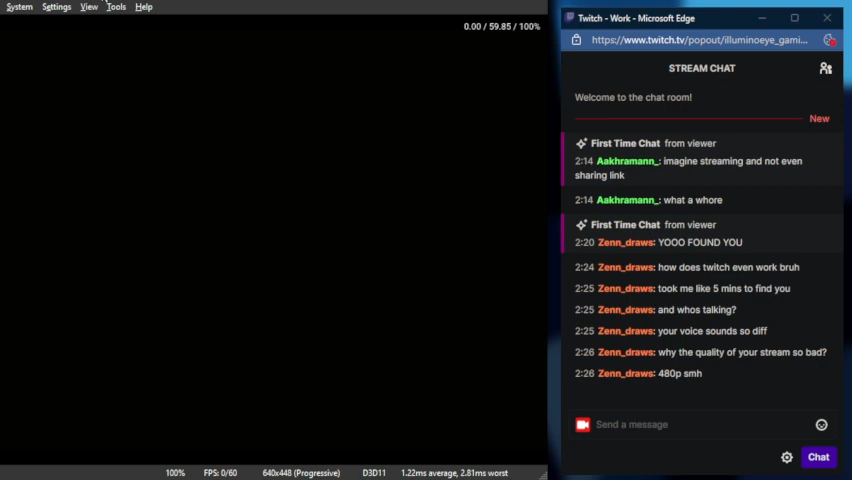 System Settings View Tools Help
0.00 / 59.85 / 100%
100% FPS: 0/60 640x448 (Progressive) D3D11 1.22ms average, 2.81ms worst
Twitch - Work - Microsoft Edge
https://www.twitch.tv/popout/illuminoeye_gami...
STREAM CHAT
Welcome to the chat room!
New
First Time Chat from viewer
2:14 Aakhramann_: imagine streaming and not even
sharing link
2:14 Aakhramann_: what a whore
First Time Chat from viewer
2:20 Zenn_draws: YOOO FOUND YOU
2:24 Zenn_draws: how does twitch even work bruh
2:25 Zenn_draws: took me like 5 mins to find you
2:25 Zenn_draws: and whos talking?
2:25 Zenn_draws: your voice sounds so diff
2:26 Zenn_draws: why the quality of your stream so bad?
2:26 Zenn_draws: 480p smh
Send a message
Chat